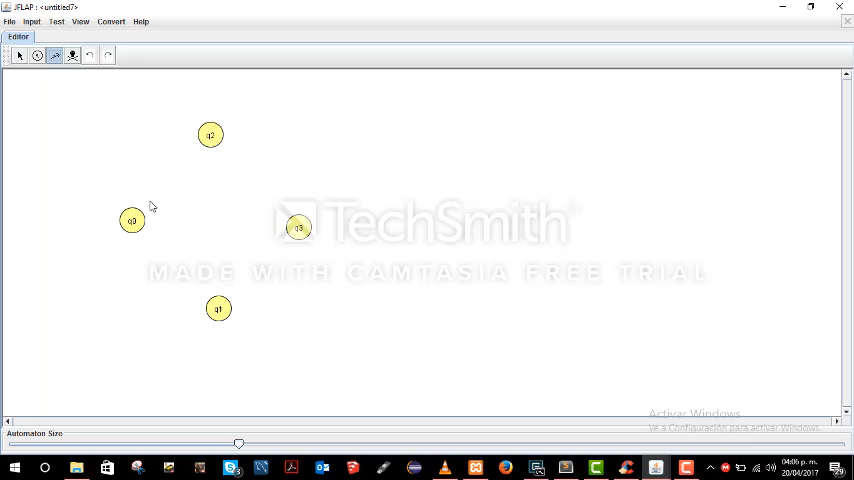 JFLAP : <untitled7>
File Input Test View Convert Help
Editor
q2
q0
q3
q1
TechSmith
MADE WITH CAMTASIA FREE TRIAL
Activar Windows
Ve a Configuración para activar Windows.
Automaton Size
04:06 p. m.
20/04/2017